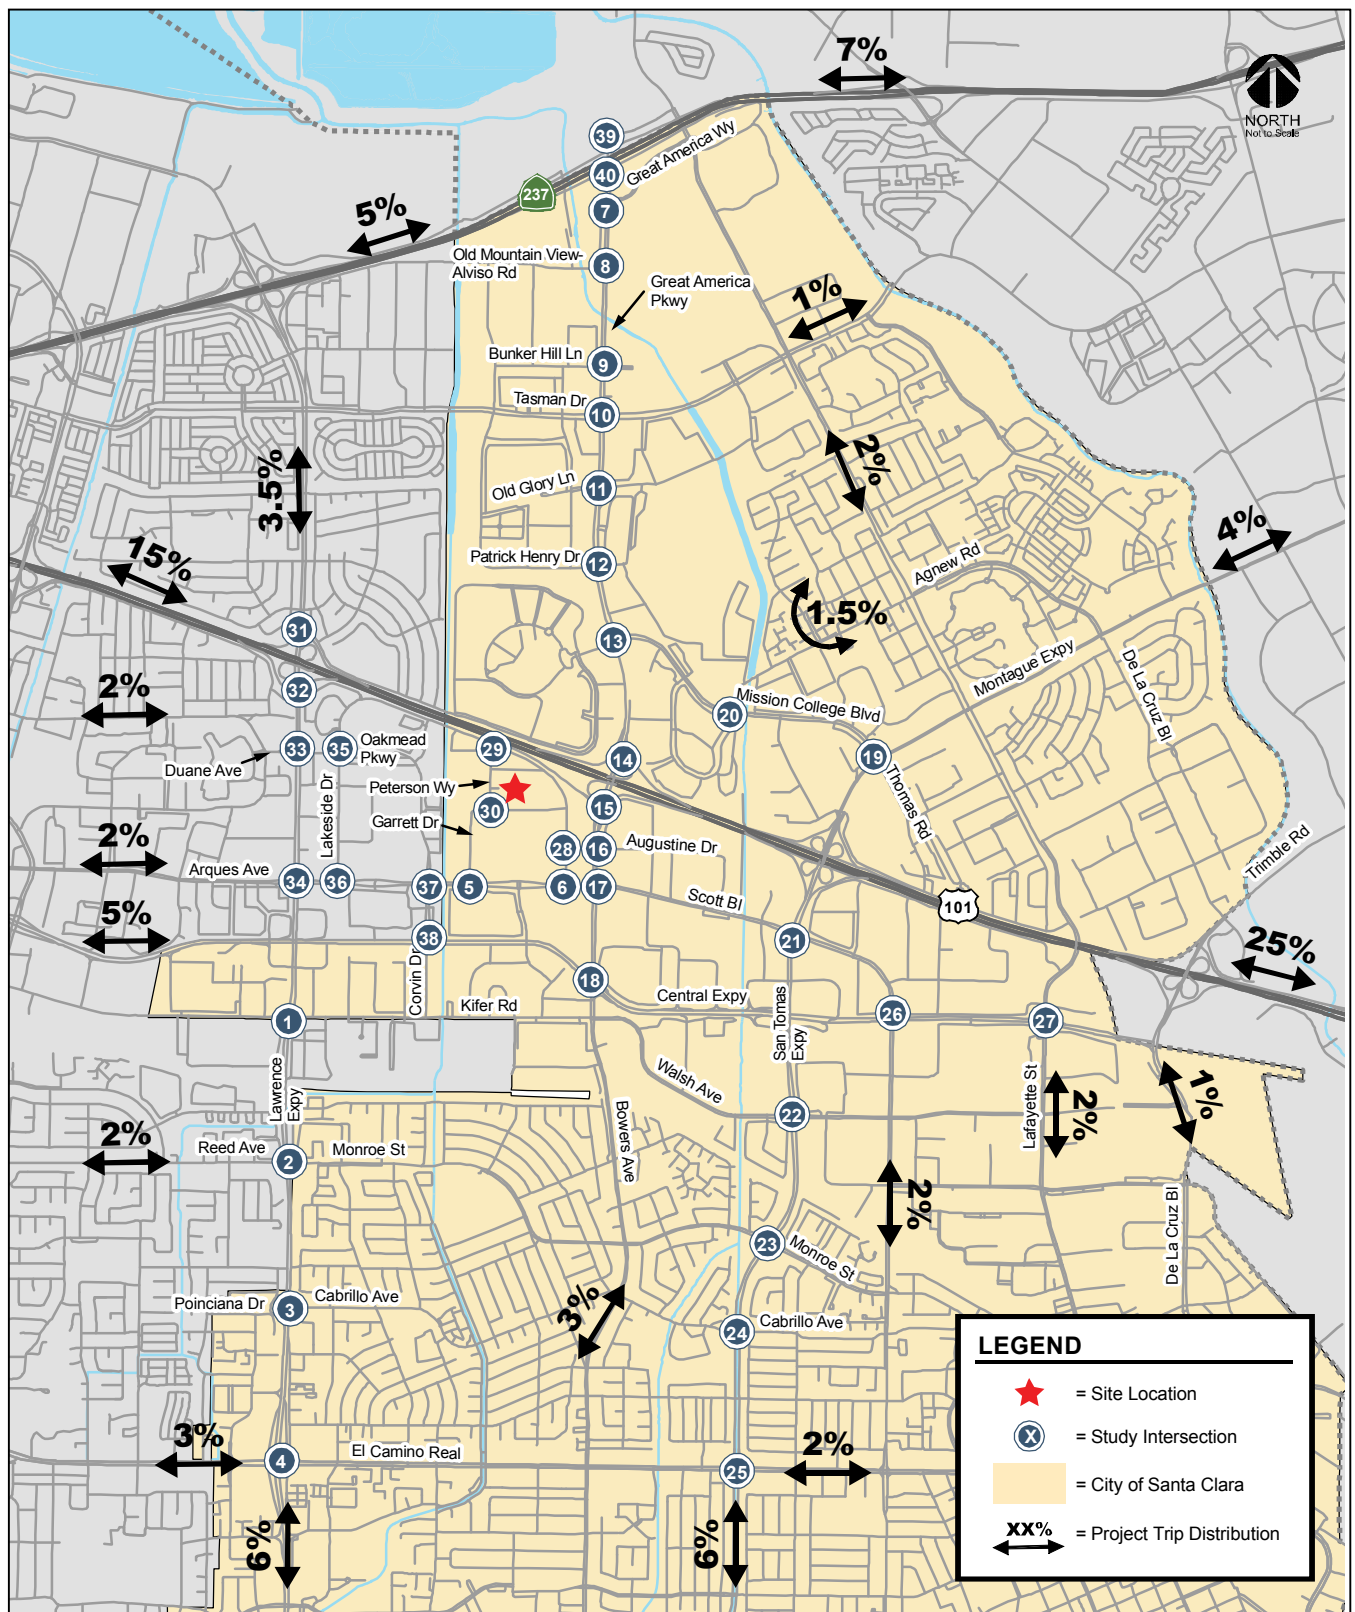 7%
NORTH
Not to Scale
39
Great America Wy
40
237
7
5%
Old Mountain View-
Alviso Rd
8
Great America
Pkwy
1%
Bunker Hill Ln
9
Tasman Dr
10
2%
3.5%
Old Glory Ln
11
4%
15%
Patrick Henry Dr
12
Agnew Rd
1.5%
31
13
Montague Expy
De La Cruz Bl
2%
32
Mission College Blvd
20
33
35
Oakmead
Pkwy
Duane Ave
29
14
19
Peterson Wy
Thomas Rd
Lakeside Dr
30
15
Garrett Dr
2%
28
16
Augustine Dr
Trimble Rd
Arques Ave
34
36
37
5
6
17
Scott Bl
101
5%
38
21
25%
Corvin Dr
18
Central Expy
Kifer Rd
San Tomas
Expy
26
27
1
Lawrence
Expy
Walsh Ave
Lafayette St
2%
1%
22
Bowers Ave
2%
Reed Ave
2
Monroe St
2%
De La Cruz Bl
23
Monroe St
Poinciana Dr
3
Cabrillo Ave
3%
24
Cabrillo Ave
LEGEND
= Site Location
X
= Study Intersection
= City of Santa Clara
XX%
= Project Trip Distribution
3%
4
El Camino Real
25
2%
6%
6%